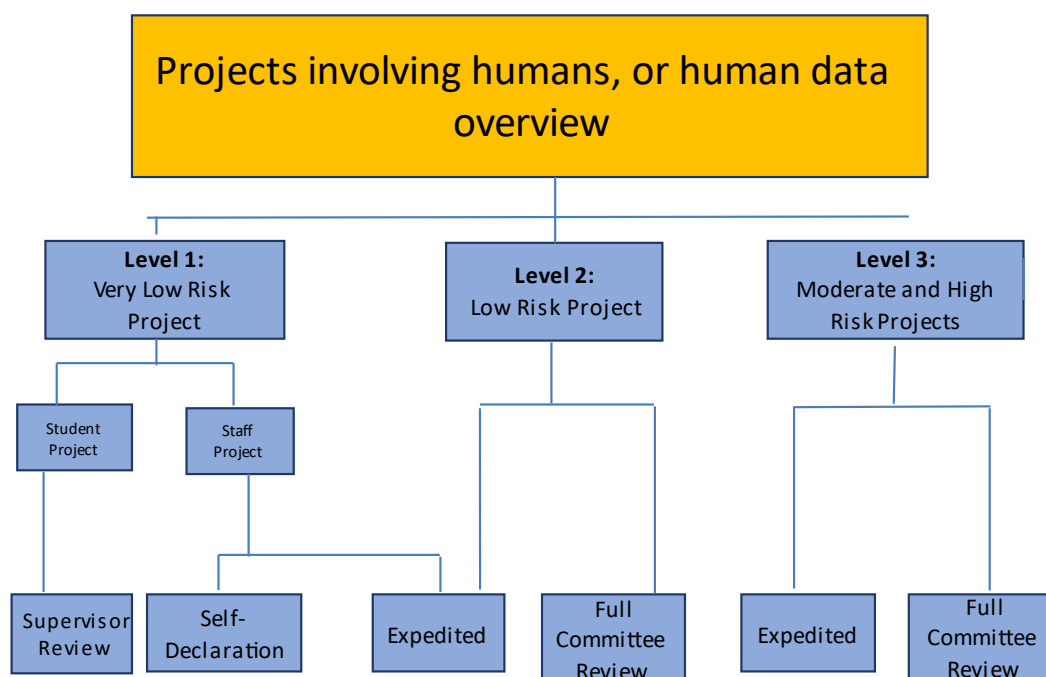 Projects involving humans, or human data
overview
Level 1:
Very Low Risk
Project
Level 2:
Low Risk Project
Level 3:
Moderate and High
Risk Projects
Student
Project
Staff
Project
Supervisor
Review
Self-
Declaration
Expedited
Full
Committee
Review
Expedited
Full
Committee
Review